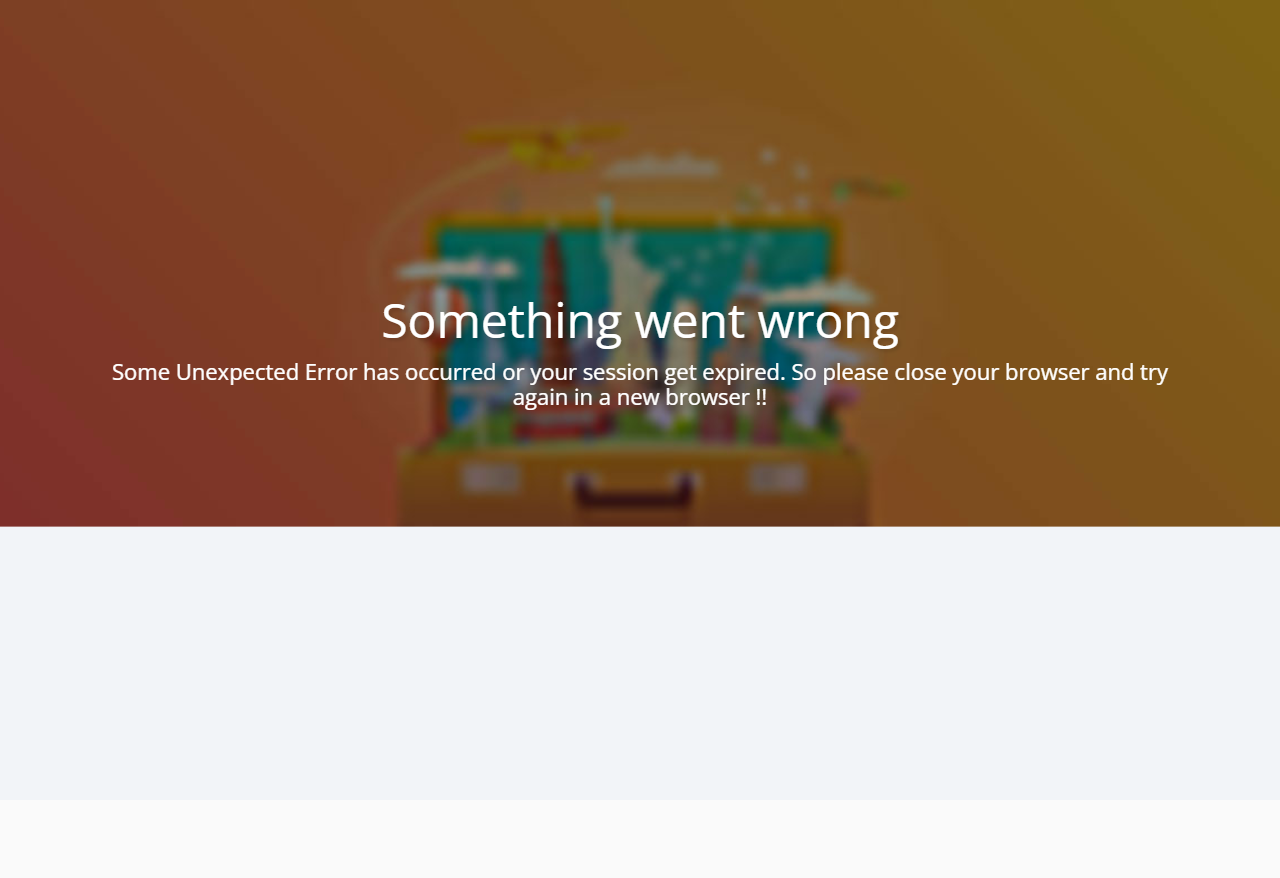 Something went wrong
Some Unexpected Error has occurred or your session get expired. So please close your browser and try
again in a new browser !!